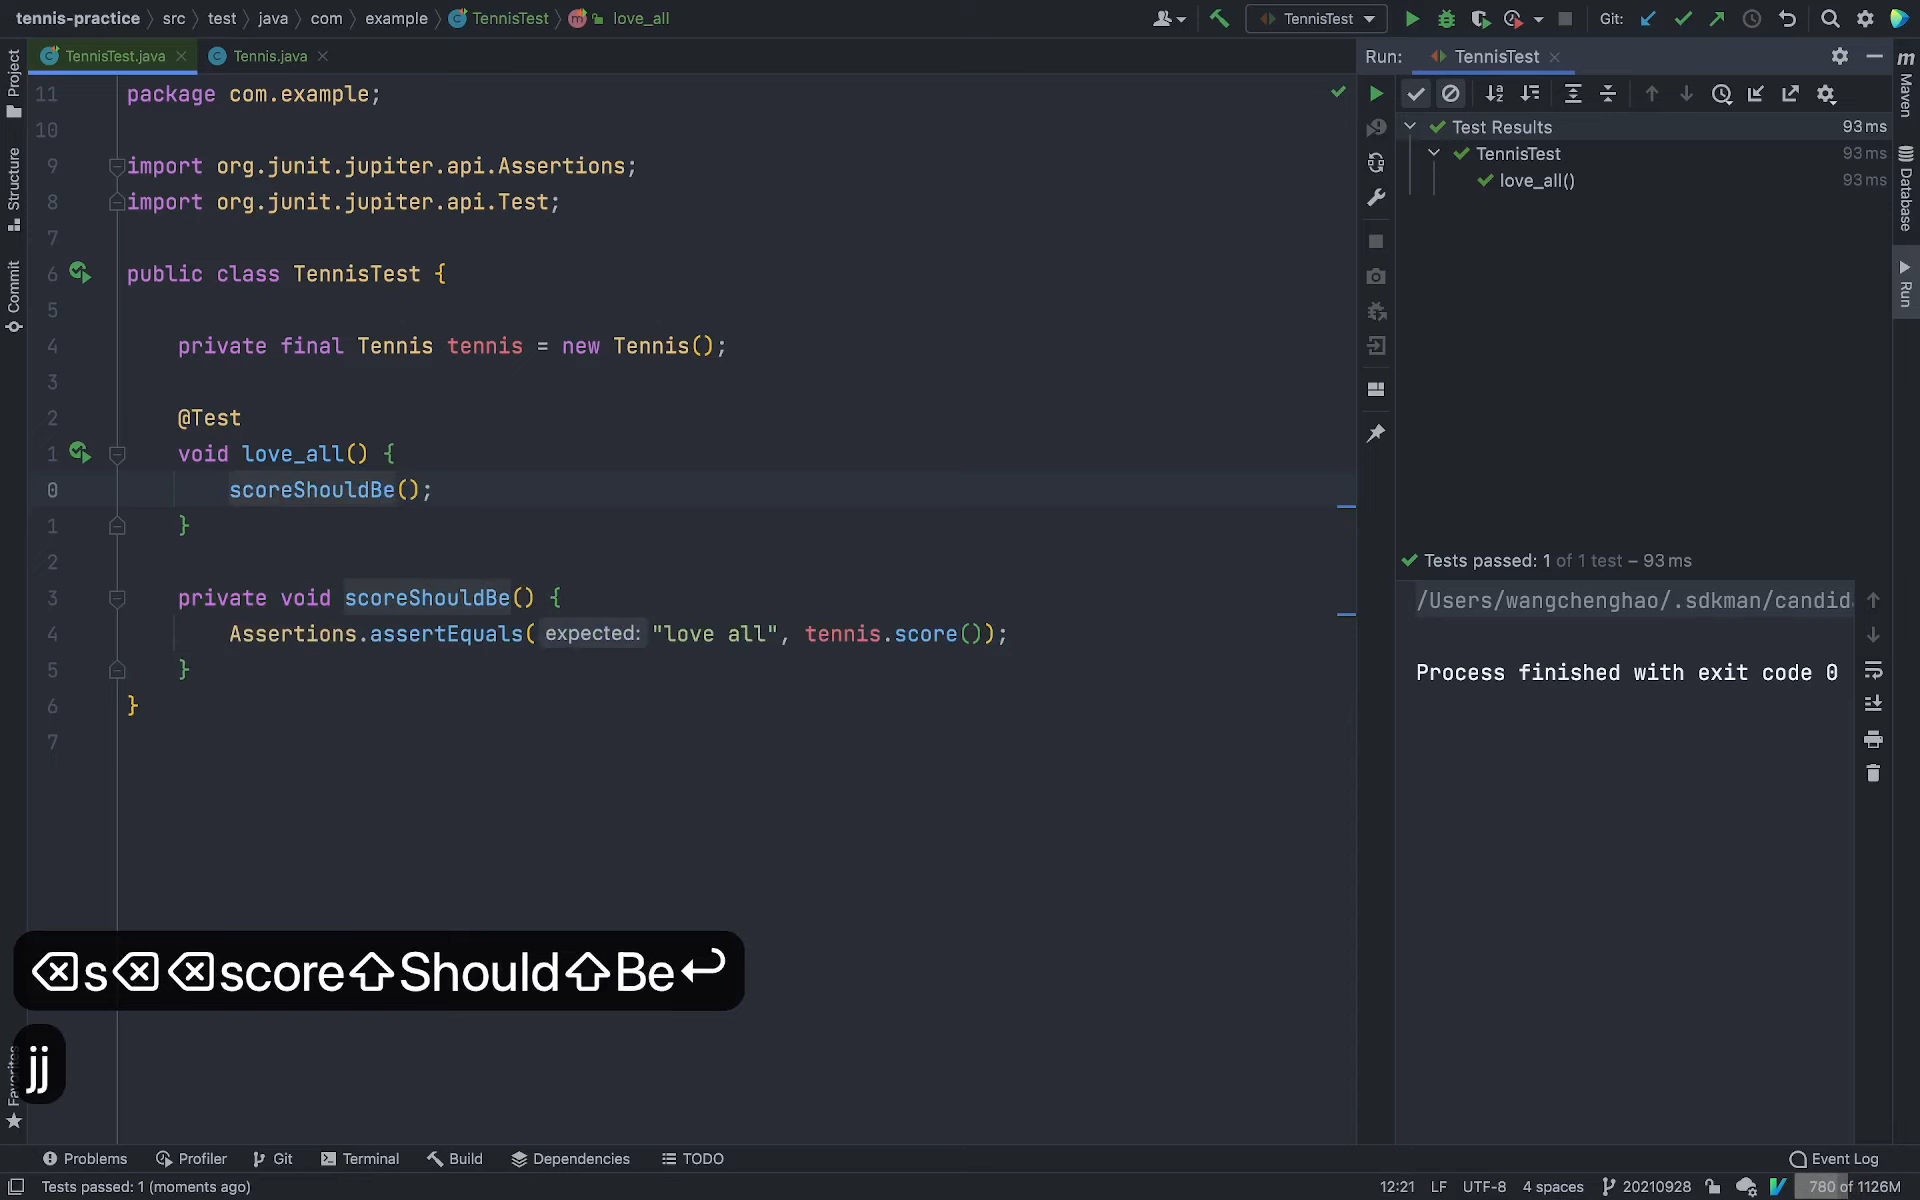 tennis-practice src test java com example TennisTest love_all TennisTest Git:
TennisTest.java Tennis.java Run: TennisTest
Project
Structure
Commit
Favorites
11 package com.example;
10
9 import org.junit.jupiter.api.Assertions;
8 import org.junit.jupiter.api.Test;
7
6 public class TennisTest {
5
4 private final Tennis tennis = new Tennis();
3
2 @Test
1 void love_all() {
0 scoreShouldBe();
1 }
2
3 private void scoreShouldBe() {
4 Assertions.assertEquals( expected: "love all", tennis.score());
5 }
6 }
7
Test Results 93 ms
TennisTest 93 ms
love_all() 93 ms
Tests passed: 1 of 1 test – 93 ms
/Users/wangchenghao/.sdkman/candid
Process finished with exit code 0
Maven
Database
Run
⌫s⌫⌫score⇧Should⇧Be↩
jj
Problems Profiler Git Terminal Build Dependencies TODO Event Log
Tests passed: 1 (moments ago) 12:21 LF UTF-8 4 spaces 20210928 780 of 1126M